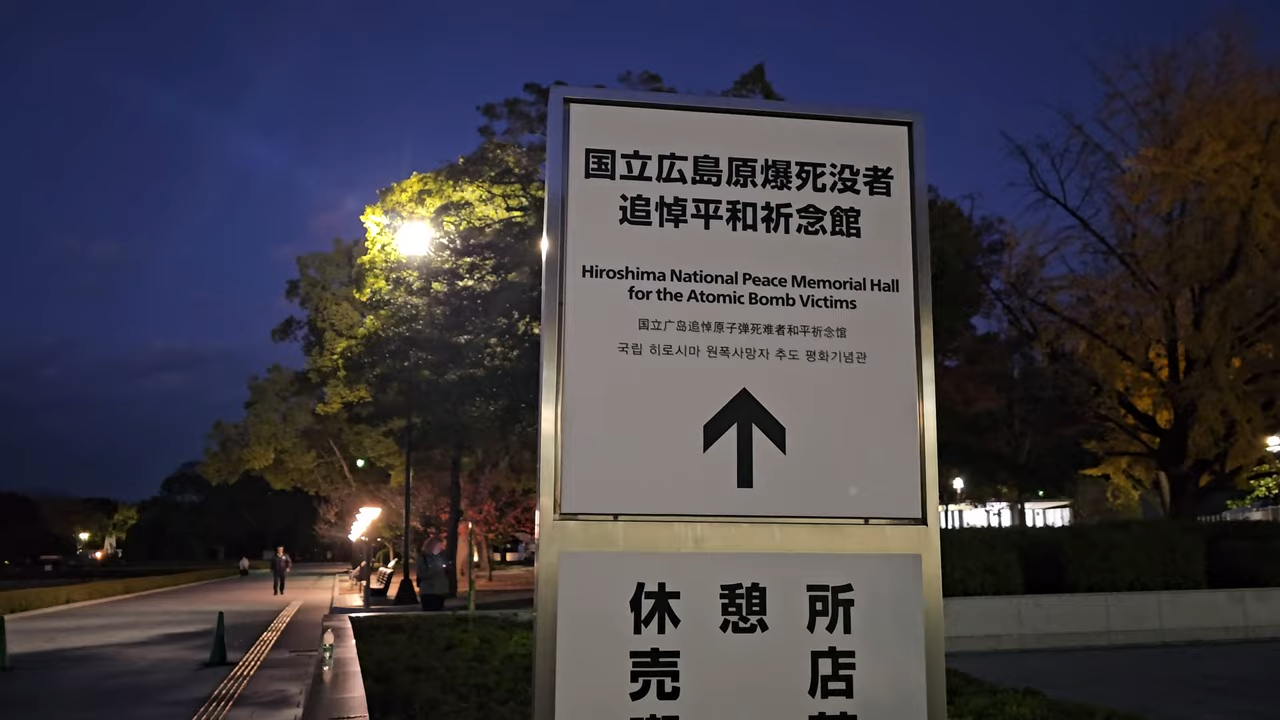 国立広島原爆死没者
追悼平和祈念館
Hiroshima National Peace Memorial Hall
for the Atomic Bomb Victims
国立广岛追悼原子弹死难者和平祈念馆
국립 히로시마 원폭사망자 추도 평화기념관
休憩所
売店